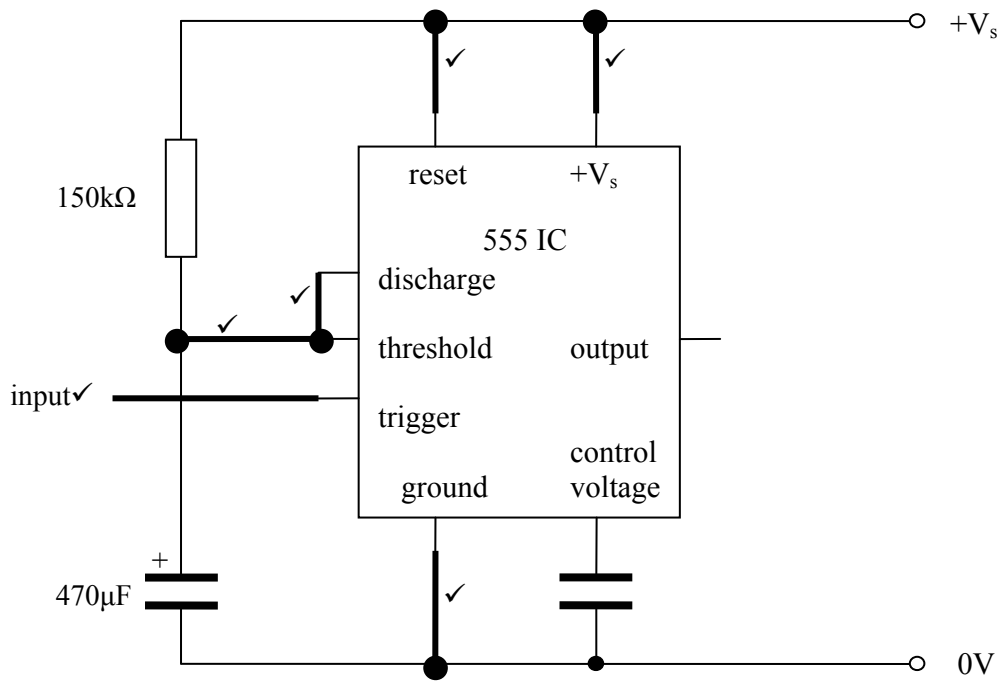 +Vs
✓
✓
reset
+Vs
150kΩ
555 IC
discharge
✓
✓
threshold
output
input✓
trigger
control
voltage
ground
+
470μF
✓
0V